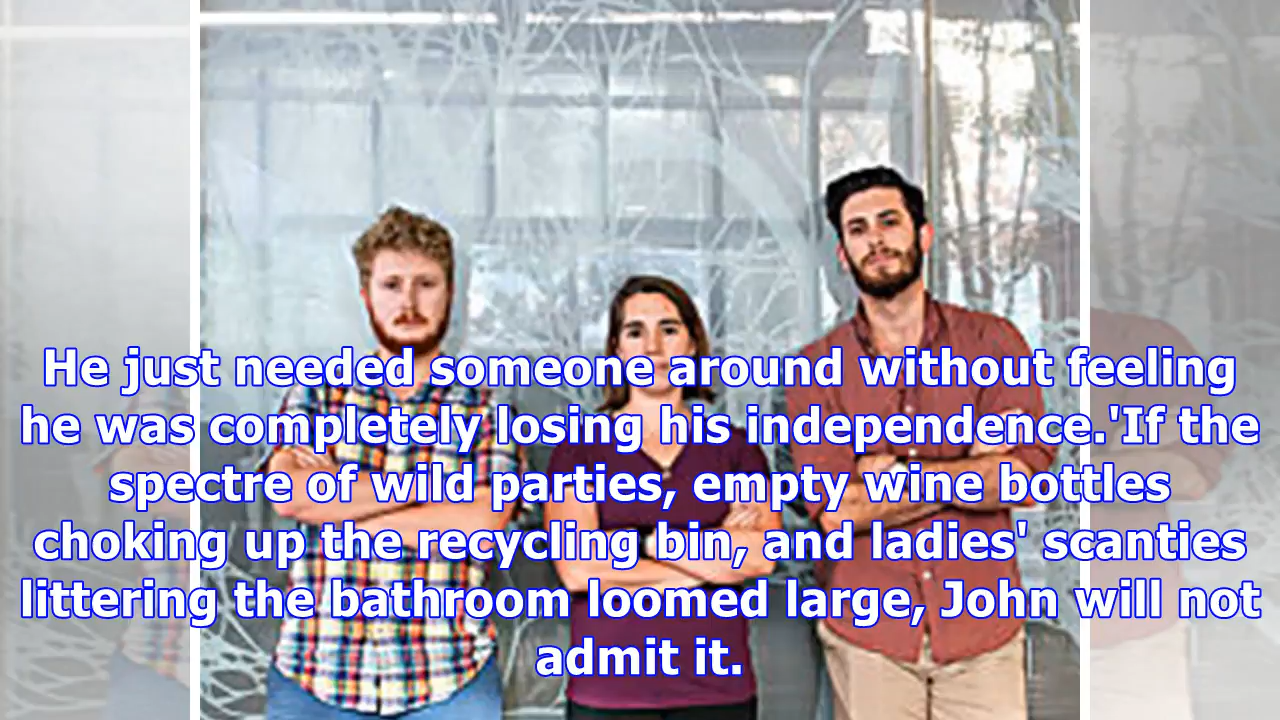 He just needed someone around without feeling
he was completely losing his independence.'If the
spectre of wild parties, empty wine bottles
choking up the recycling bin, and ladies' scanties
littering the bathroom loomed large, John will not
admit it.